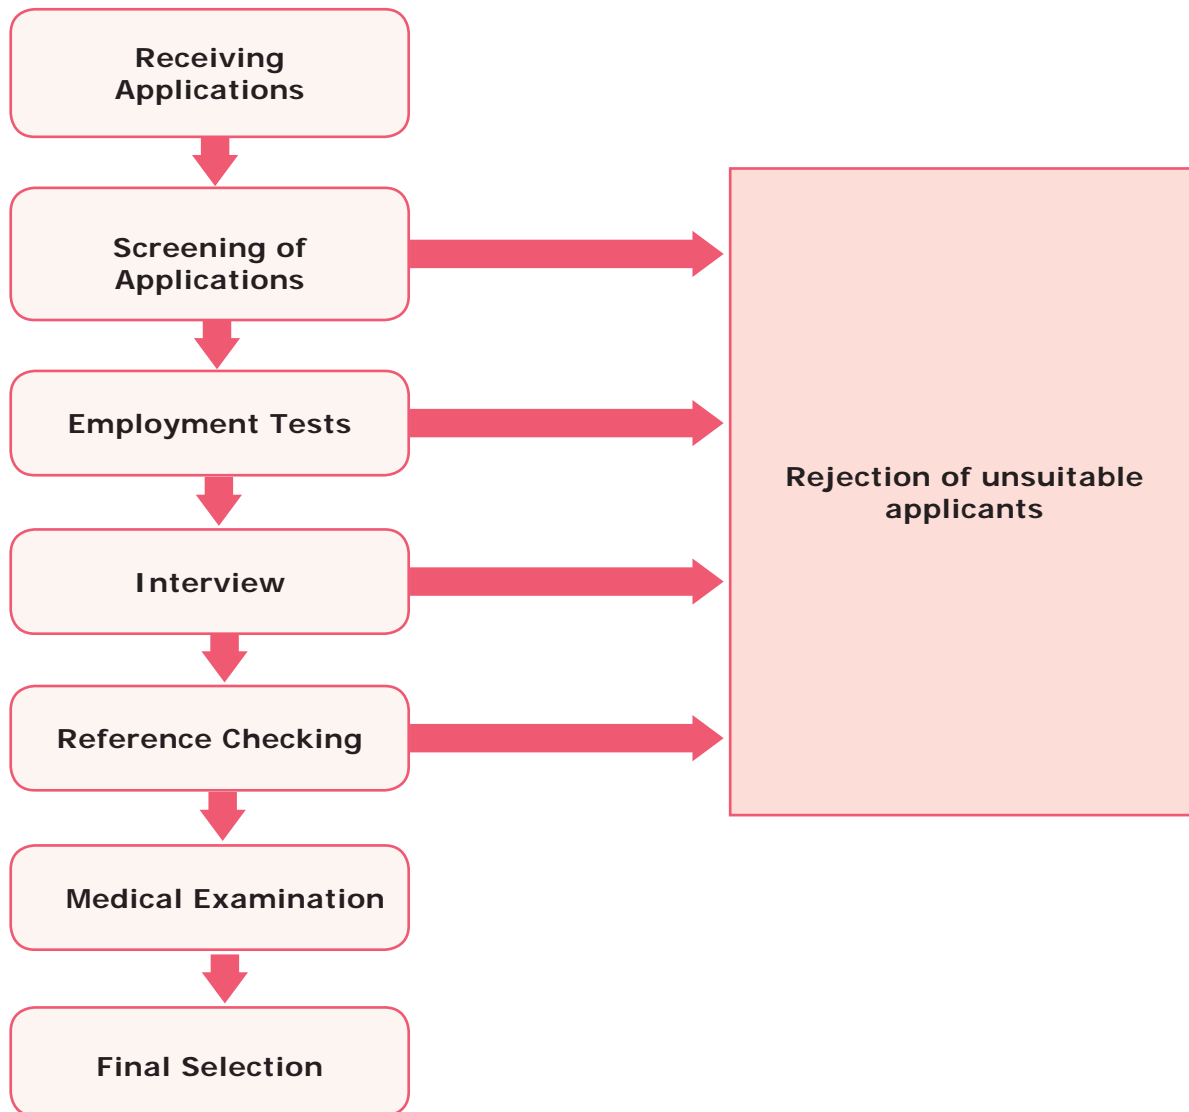 Receiving
Applications
Screening of
Applications
Employment Tests
Interview
Reference Checking
Medical Examination
Final Selection
Rejection of unsuitable
applicants